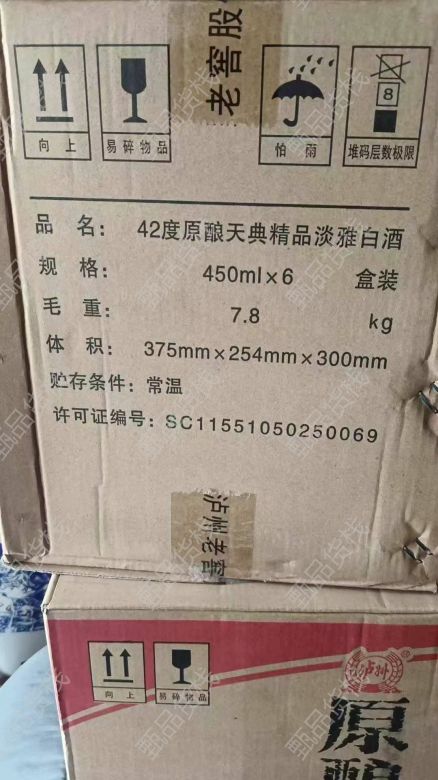 老窖股
向上
易碎物品
怕雨
8
堆码层数极限
品 名： 42度原酿天典精品淡雅白酒
规 格： 450ml×6 盒装
毛 重： 7.8 kg
体 积： 375mm×254mm×300mm
贮存条件：常温
许可证编号：SC11551050250069
泸州老窖
向上
易碎物品
泸州
原
酿
甄品货栈